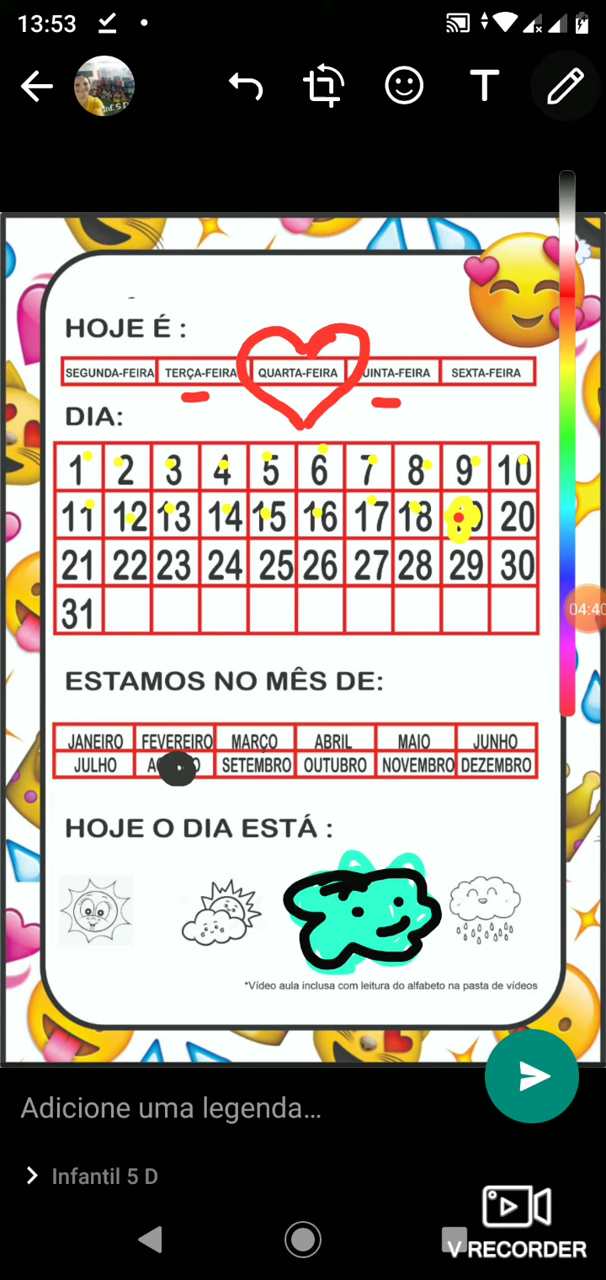 13:53
Inf. 5 D
T
HOJE É :
SEGUNDA-FEIRA TERÇA-FEIRA QUARTA-FEIRA UINTA-FEIRA SEXTA-FEIRA
DIA:
1 2 3 4 5 6 7 8 9 10
11 12 13 14 15 16 17 18 20
21 22 23 24 25 26 27 28 29 30
31
ESTAMOS NO MÊS DE:
JANEIRO FEVEREIRO MARÇO ABRIL MAIO JUNHO
JULHO SETEMBRO OUTUBRO NOVEMBRO DEZEMBRO
04:40
HOJE O DIA ESTÁ :
*Vídeo aula inclusa com leitura do alfabeto na pasta de vídeos
Adicione uma legenda...
Infantil 5 D
V RECORDER